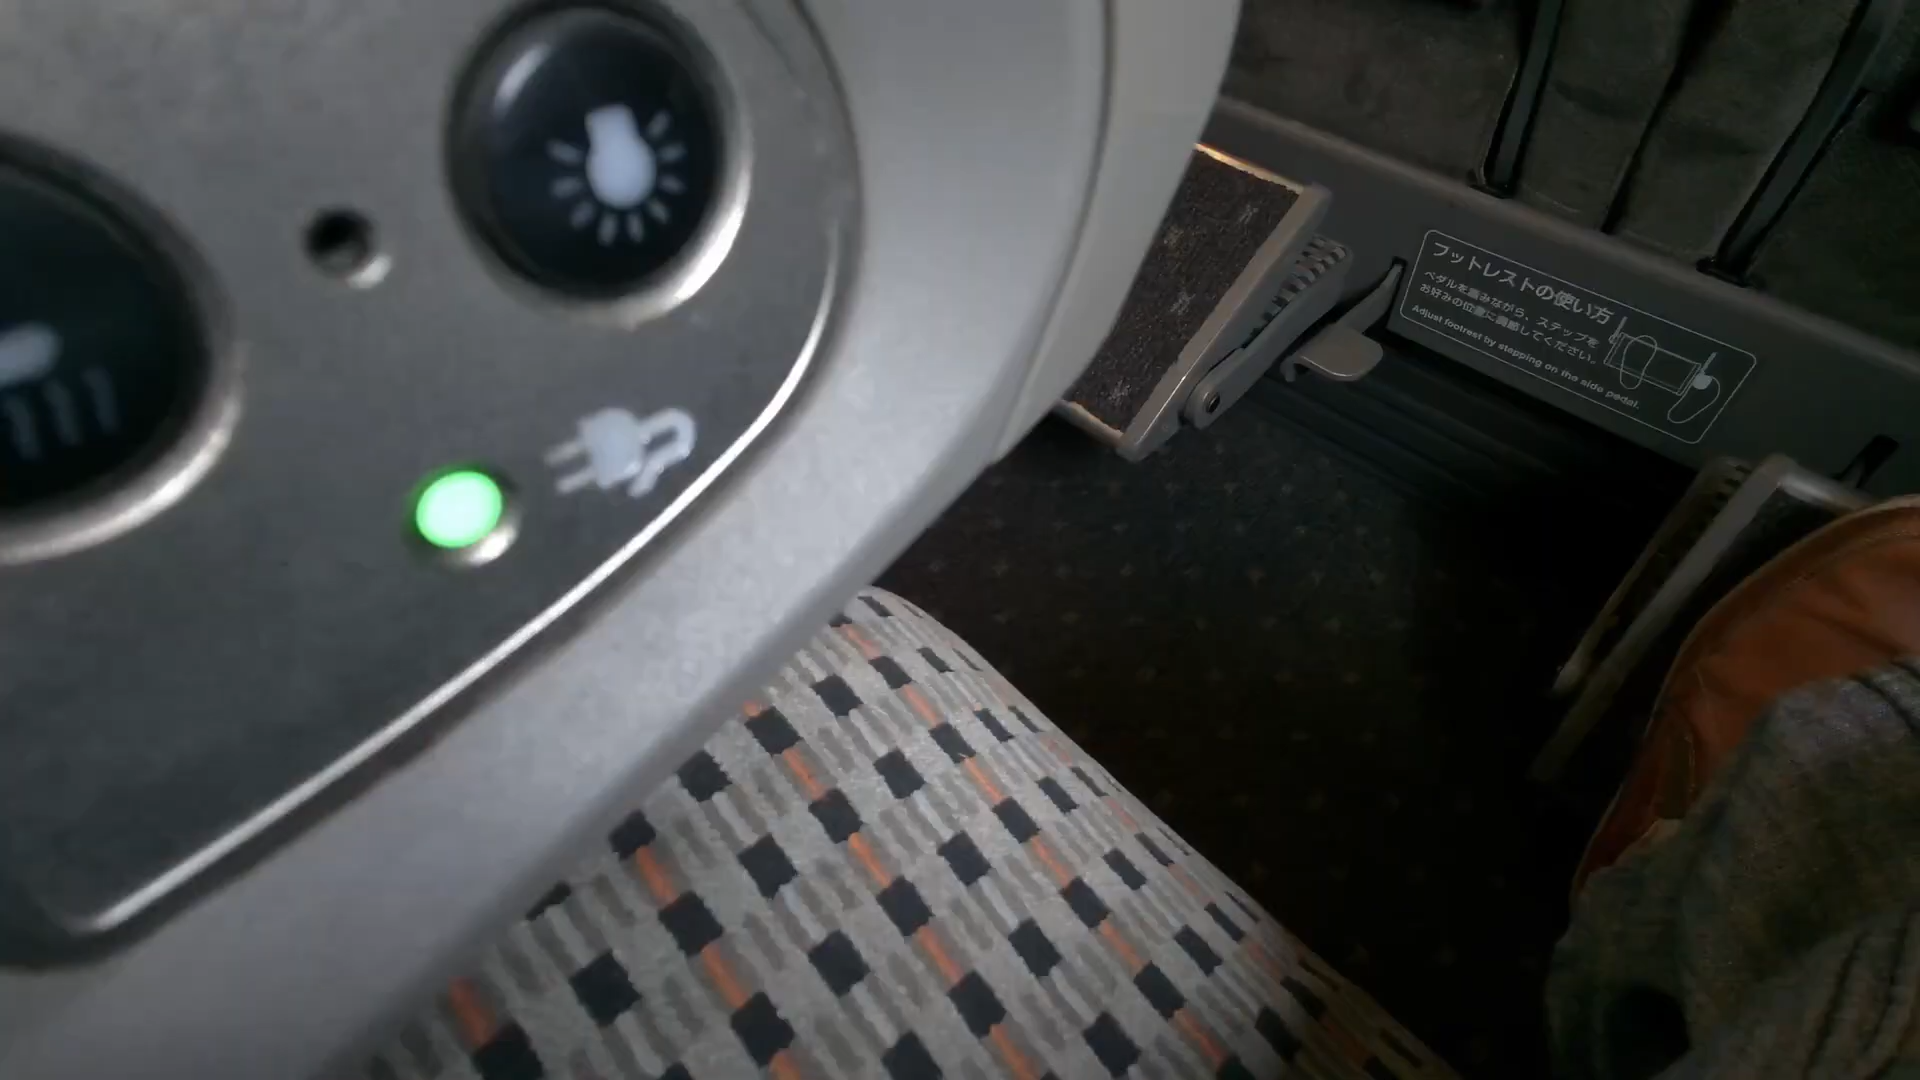 フットレストの使い方
ペダルを踏みながら、ステップを
お好みの位置に調節してください。
Adjust footrest by stepping on the side pedal.